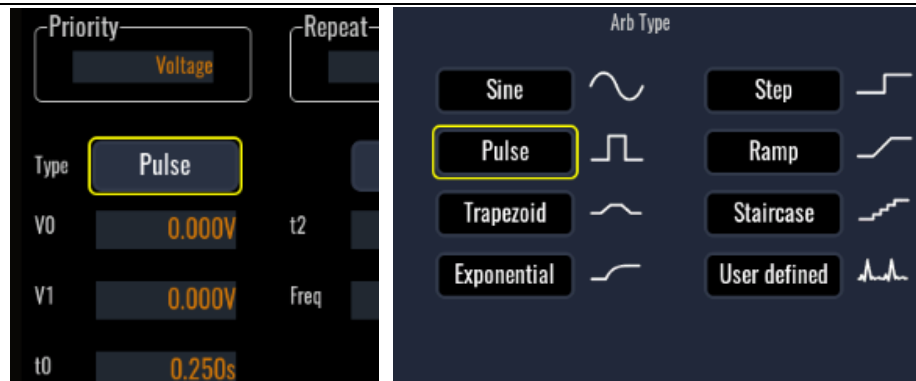 Priority
Repeat
Voltage
Type Pulse
V0 0.000V t2
V1 0.000V Freq
t0 0.250s
Arb Type
Sine Step
Pulse Ramp
Trapezoid Staircase
Exponential User defined